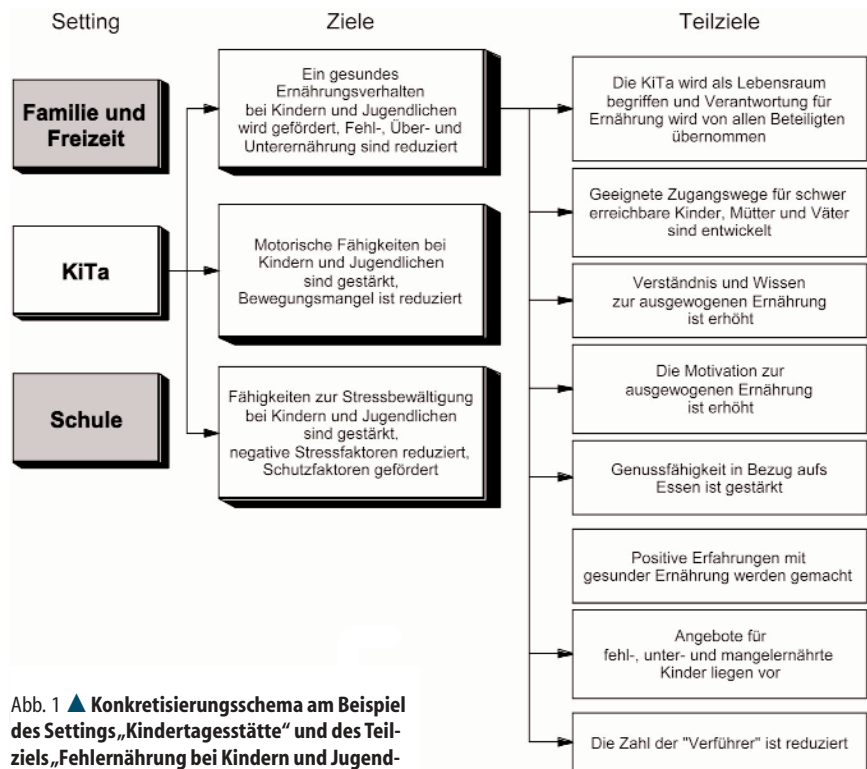 Setting
Ziele
Teilziele
Familie und
Freizeit
KiTa
Schule
Ein gesundes
Ernährungsverhalten
bei Kindern und Jugendlichen
wird gefördert, Fehl-, Über- und
Unterernährung sind reduziert
Motorische Fähigkeiten bei
Kindern und Jugendlichen
sind gestärkt,
Bewegungsmangel ist reduziert
Fähigkeiten zur Stressbewältigung
bei Kindern und Jugendlichen
sind gestärkt,
negative Stressfaktoren reduziert,
Schutzfaktoren gefördert
Die KiTa wird als Lebensraum
begriffen und Verantwortung für
Ernährung wird von allen Beteiligten
übernommen
Geeignete Zugangswege für schwer
erreichbare Kinder, Mütter und Väter
sind entwickelt
Verständnis und Wissen
zur ausgewogenen Ernährung
ist erhöht
Die Motivation zur
ausgewogenen Ernährung
ist erhöht
Genussfähigkeit in Bezug aufs
Essen ist gestärkt
Positive Erfahrungen mit
gesunder Ernährung werden gemacht
Angebote für
fehl-, unter- und mangelernährte
Kinder liegen vor
Die Zahl der "Verführer" ist reduziert
Abb. 1 ▲ Konkretisierungsschema am Beispiel
des Settings „Kindertagesstätte“ und des Teil-
ziels „Fehlernährung bei Kindern und Jugend-